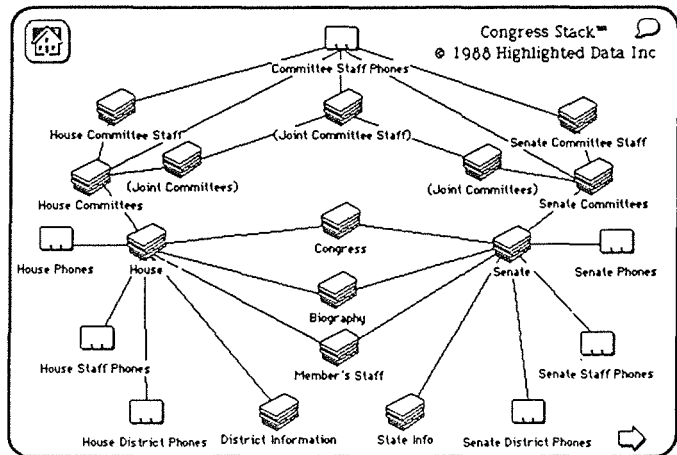 Congress Stack™
© 1988 Highlighted Data Inc
Committee Staff Phones
House Committee Staff
(Joint Committee Staff)
Senate Committee Staff
(Joint Committees)
(Joint Committees)
House Committees
Senate Committees
Congress
House Phones
House
Senate
Senate Phones
Biography
House Staff Phones
Member's Staff
Senate Staff Phones
House District Phones
District Information
State Info
Senate District Phones